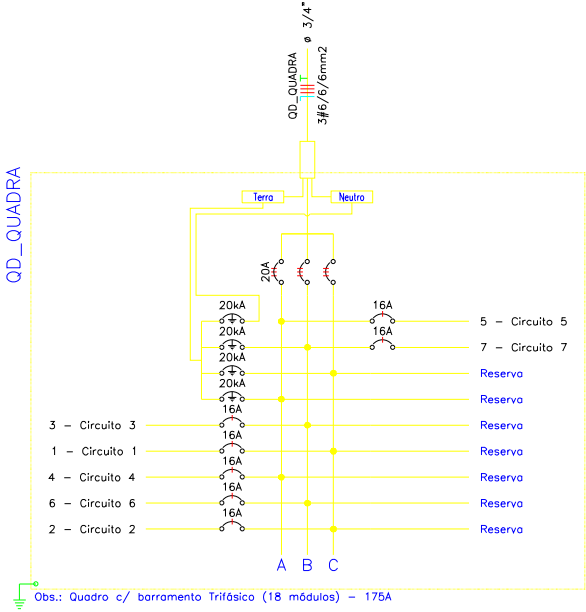 ø 3/4"
QD_QUADRA
3#6/6/6mm2
QD_QUADRA
Terra
Neutro
20A
20kA
16A
5 - Circuito 5
20kA
16A
7 - Circuito 7
20kA
Reserva
20kA
Reserva
16A
3 - Circuito 3
Reserva
16A
1 - Circuito 1
Reserva
16A
4 - Circuito 4
Reserva
16A
6 - Circuito 6
Reserva
16A
2 - Circuito 2
Reserva
A B C
Obs.: Quadro c/ barramento Trifásico (18 módulos) - 175A